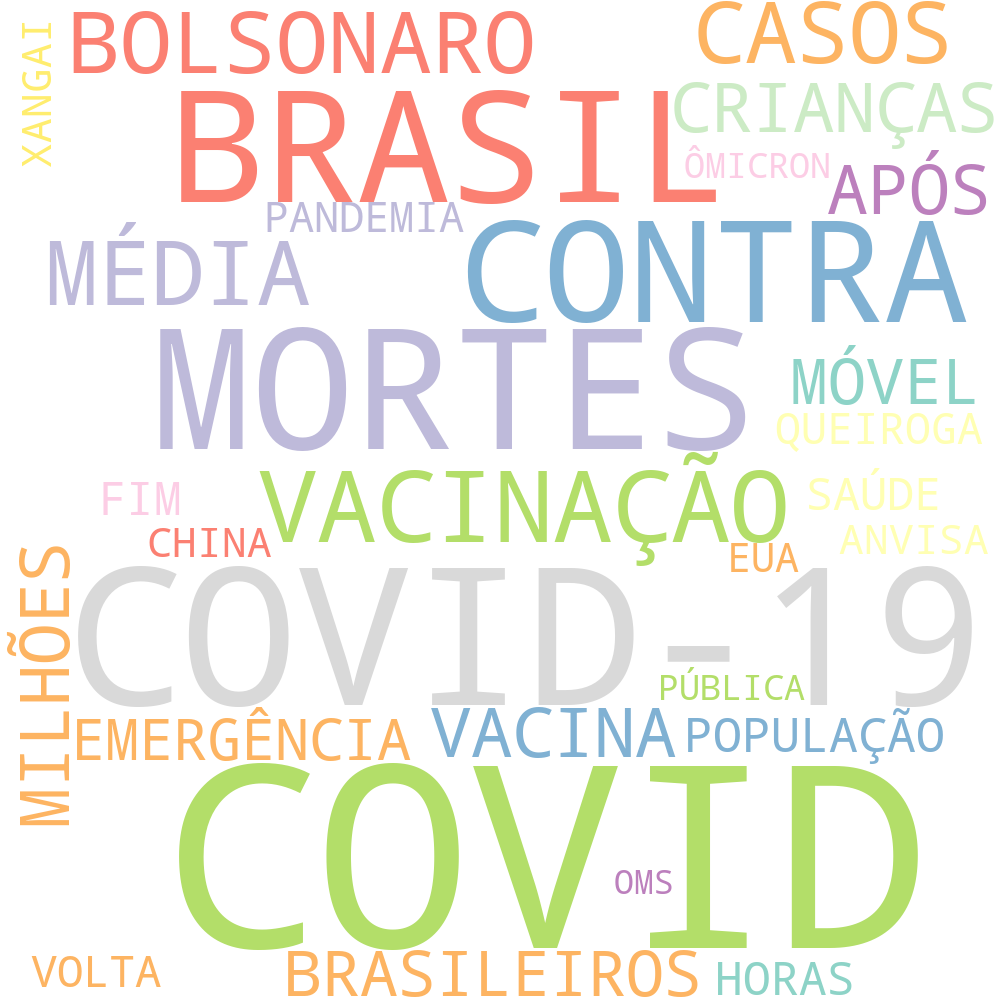 BOLSONARO
CASOS
XANGAI
BRASIL
CRIANÇAS
ÔMICRON
APÓS
PANDEMIA
MÉDIA
CONTRA
MORTES
MÓVEL
QUEIROGA
VACINAÇÃO
FIM
SAÚDE
CHINA
ANVISA
EUA
MILHÕES
COVID-19
PÚBLICA
EMERGÊNCIA
VACINA
POPULAÇÃO
COVID
OMS
VOLTA
BRASILEIROS
HORAS